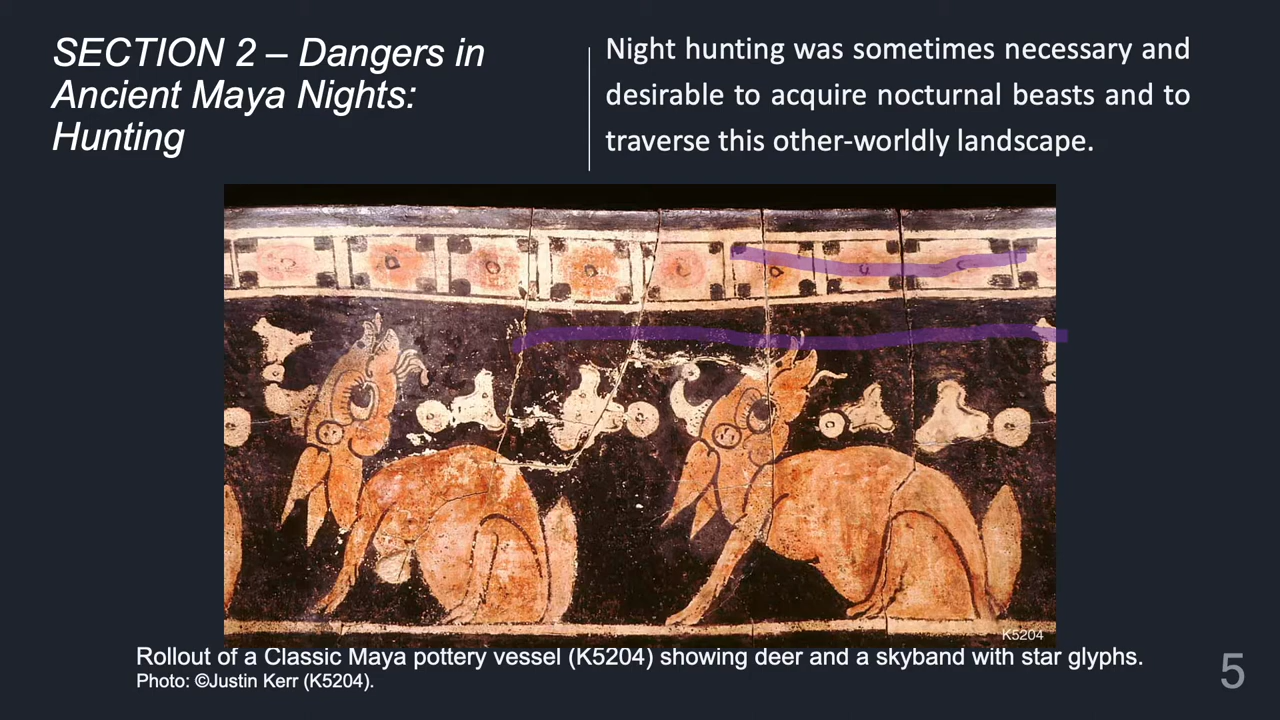 SECTION 2 – Dangers in
Ancient Maya Nights:
Hunting
Night hunting was sometimes necessary and
desirable to acquire nocturnal beasts and to
traverse this other-worldly landscape.
K5204
Rollout of a Classic Maya pottery vessel (K5204) showing deer and a skyband with star glyphs.
Photo: ©Justin Kerr (K5204).
5